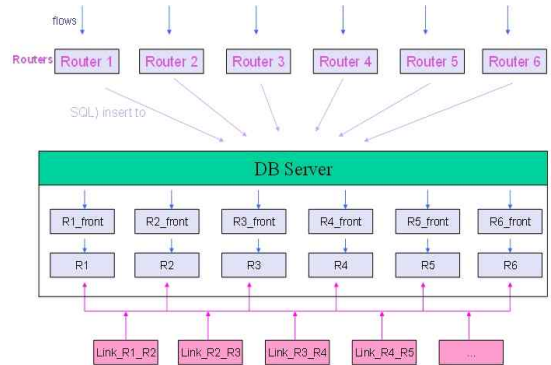 flows
Routers Router 1 Router 2 Router 3 Router 4 Router 5 Router 6
SQL) insert to
DB Server
R1_front R2_front R3_front R4_front R5_front R6_front
R1 R2 R3 R4 R5 R6
Link_R1_R2 Link_R2_R3 Link_R3_R4 Link_R4_R5 ...